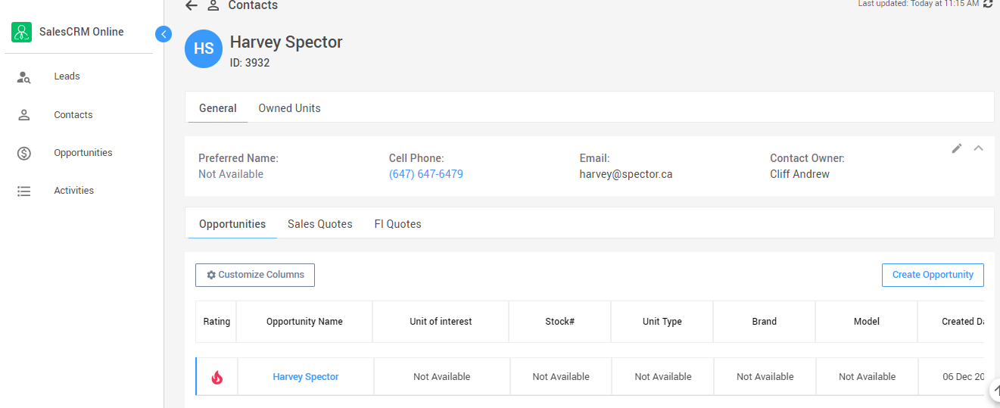 Contacts
Last updated: Today at 11:15 AM
SalesCRM Online
HS
Harvey Spector
ID: 3932
Leads
Contacts
Opportunities
Activities
General Owned Units
Preferred Name: Cell Phone: Email: Contact Owner:
Not Available (647) 647-6479 harvey@spector.ca Cliff Andrew
Opportunities Sales Quotes FI Quotes
Customize Columns Create Opportunity
Rating Opportunity Name Unit of interest Stock# Unit Type Brand Model Created Da
Harvey Spector Not Available Not Available Not Available Not Available Not Available 06 Dec 20